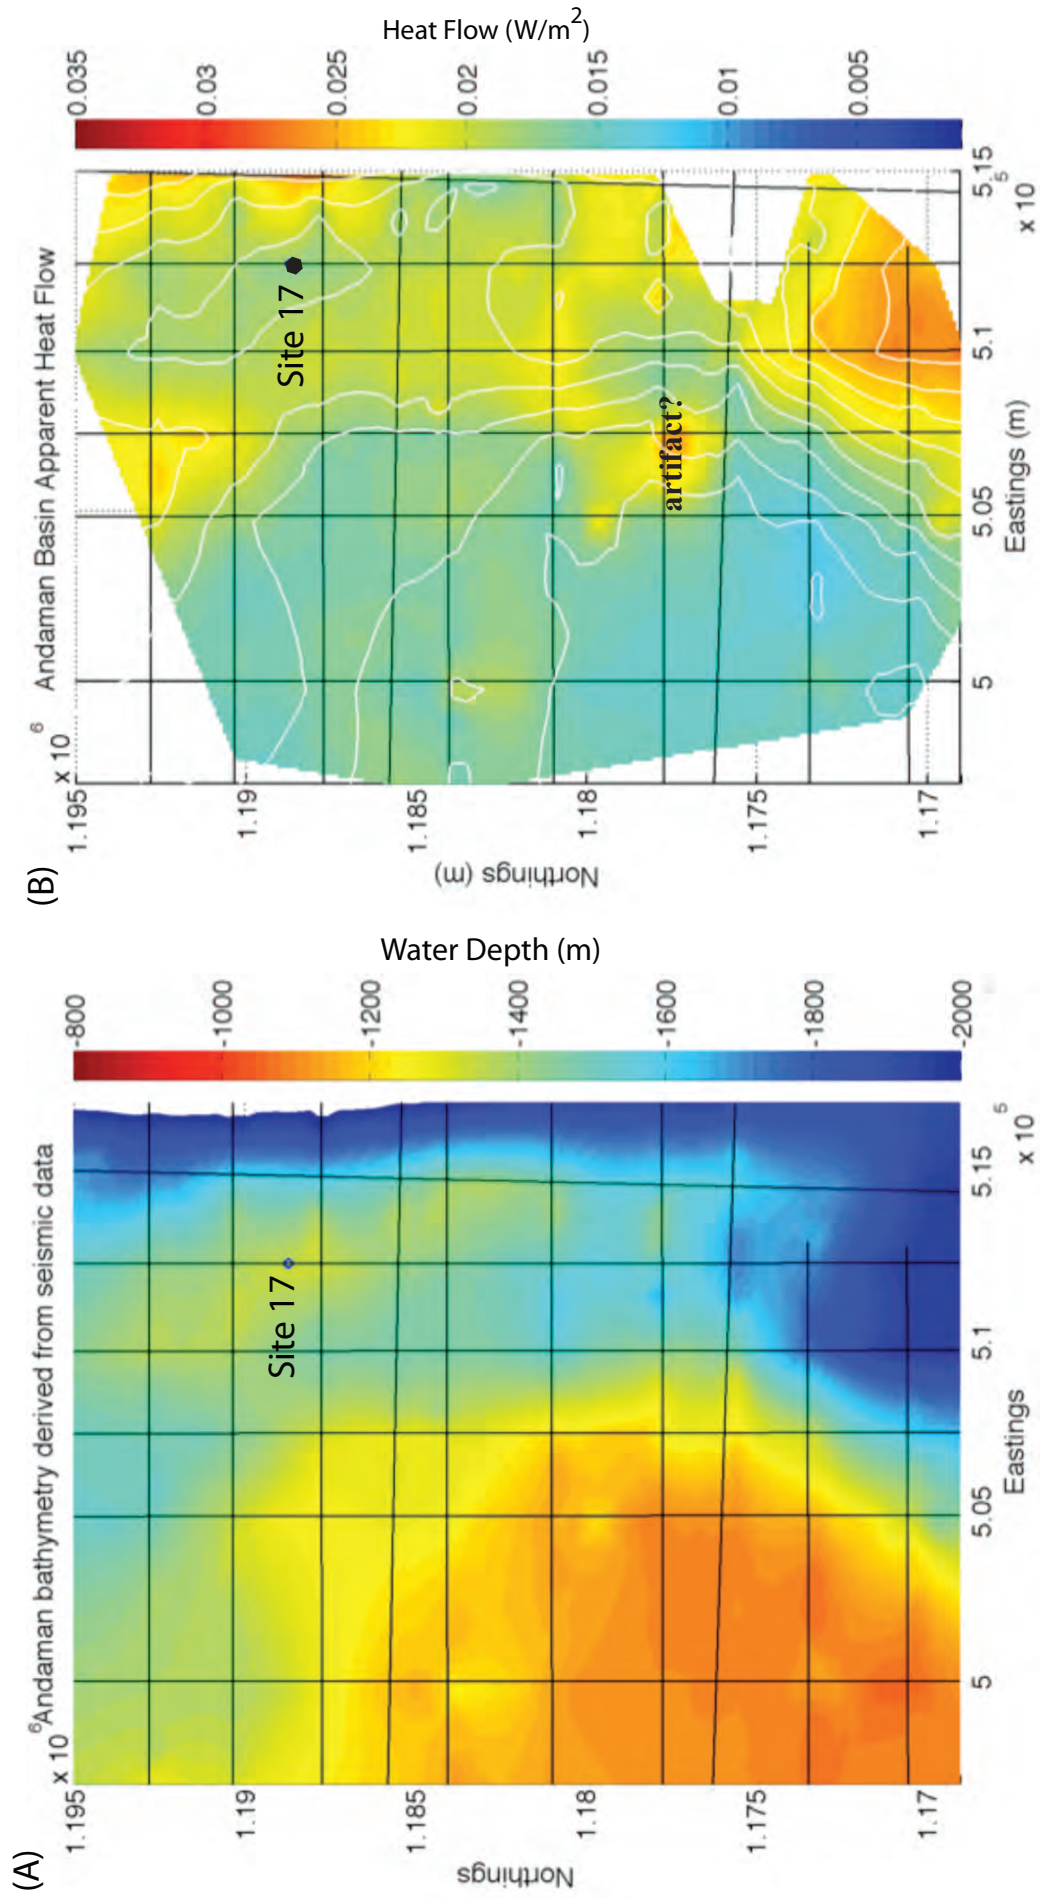 (A)
x 10
6
Andaman bathymetry derived from seismic data
1.195
1.19
1.185
1.18
1.175
1.17
Northings
5
5.05
5.1
5.15
x 10
5
Eastings
Site 17
-800
-1000
-1200
-1400
-1600
-1800
-2000
Water Depth (m)
(B)
x 10
6
Andaman Basin Apparent Heat Flow
1.195
1.19
1.185
1.18
1.175
1.17
Northings (m)
5
5.05
5.1
5.15
x 10
5
Eastings (m)
Site 17
artifact?
0.035
0.03
0.025
0.02
0.015
0.01
0.005
Heat Flow (W/m2)